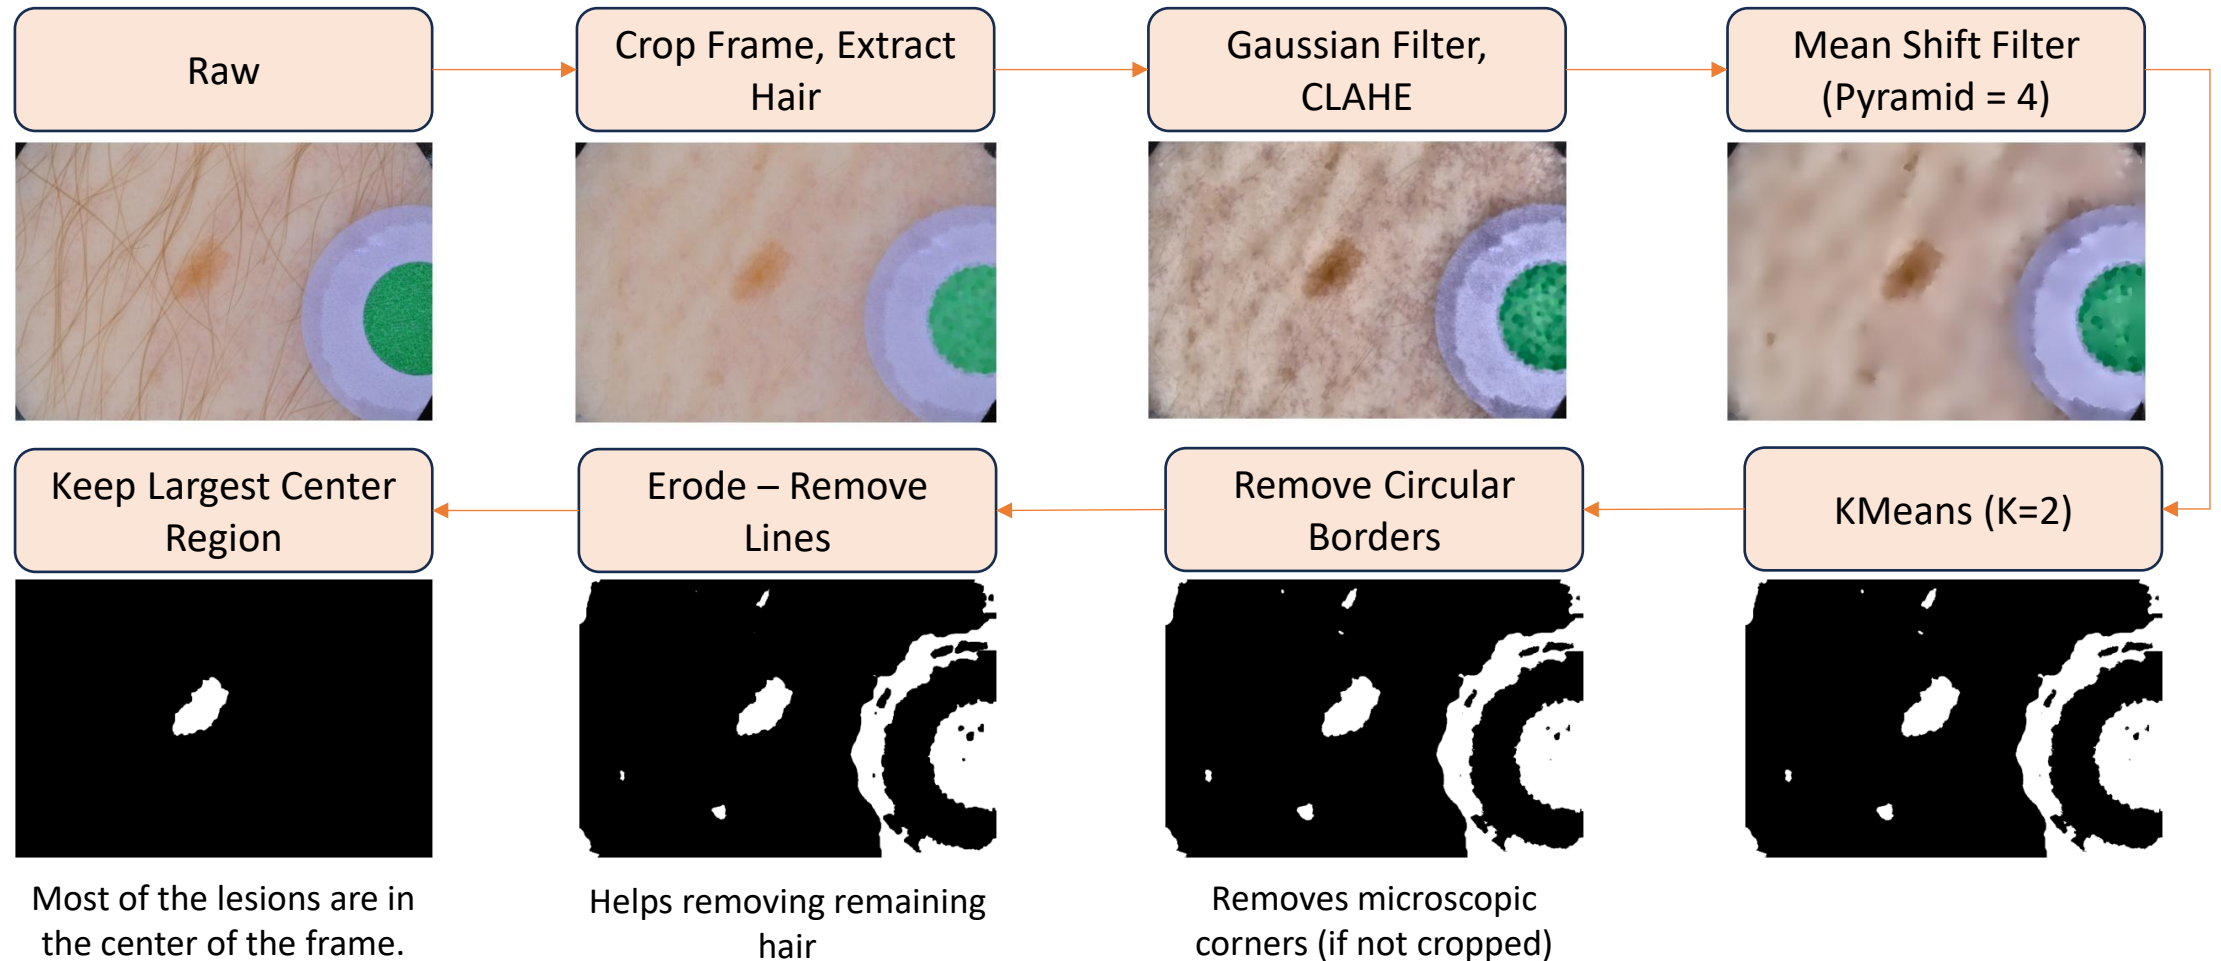 Raw
Crop Frame, Extract
Hair
Gaussian Filter,
CLAHE
Mean Shift Filter
(Pyramid = 4)
Keep Largest Center
Region
Erode – Remove
Lines
Remove Circular
Borders
KMeans (K=2)
Most of the lesions are in
the center of the frame.
Helps removing remaining
hair
Removes microscopic
corners (if not cropped)